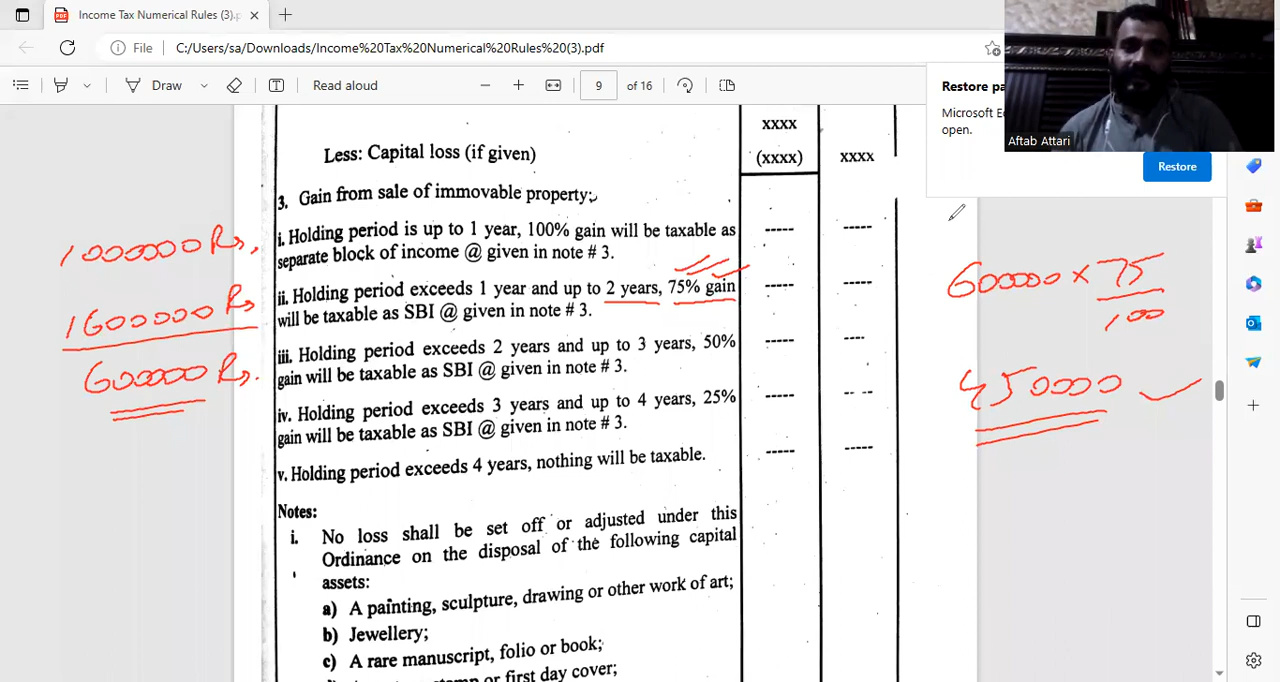 Income Tax Numerical Rules (3).p
File
C:/Users/sa/Downloads/Income%20Tax%20Numerical%20Rules%20(3).pdf
Draw
Read aloud
9
of 16
Restore pa
Microsoft E
open.
Restore
Aftab Attari
xxxx
Less: Capital loss (if given)
(xxxx)
xxxx
3. Gain from sale of immovable property;
i. Holding period is up to 1 year, 100% gain will be taxable as
separate block of income @ given in note # 3.
ii. Holding period exceeds 1 year and up to 2 years, 75% gain
will be taxable as SBI @ given in note # 3.
iii. Holding period exceeds 2 years and up to 3 years, 50%
gain will be taxable as SBI @ given in note # 3.
iv. Holding period exceeds 3 years and up to 4 years, 25%
gain will be taxable as SBI @ given in note # 3.
v. Holding period exceeds 4 years, nothing will be taxable.
Notes:
i. No loss shall be set off or adjusted under this
Ordinance on the disposal of the following capital
assets:
a) A painting, sculpture, drawing or other work of art;
b) Jewellery;
c) A rare manuscript, folio or book;
or first day cover;
1000000 Rs.
1600000 Rs
600000 Rs.
600000 × 75
100
450000